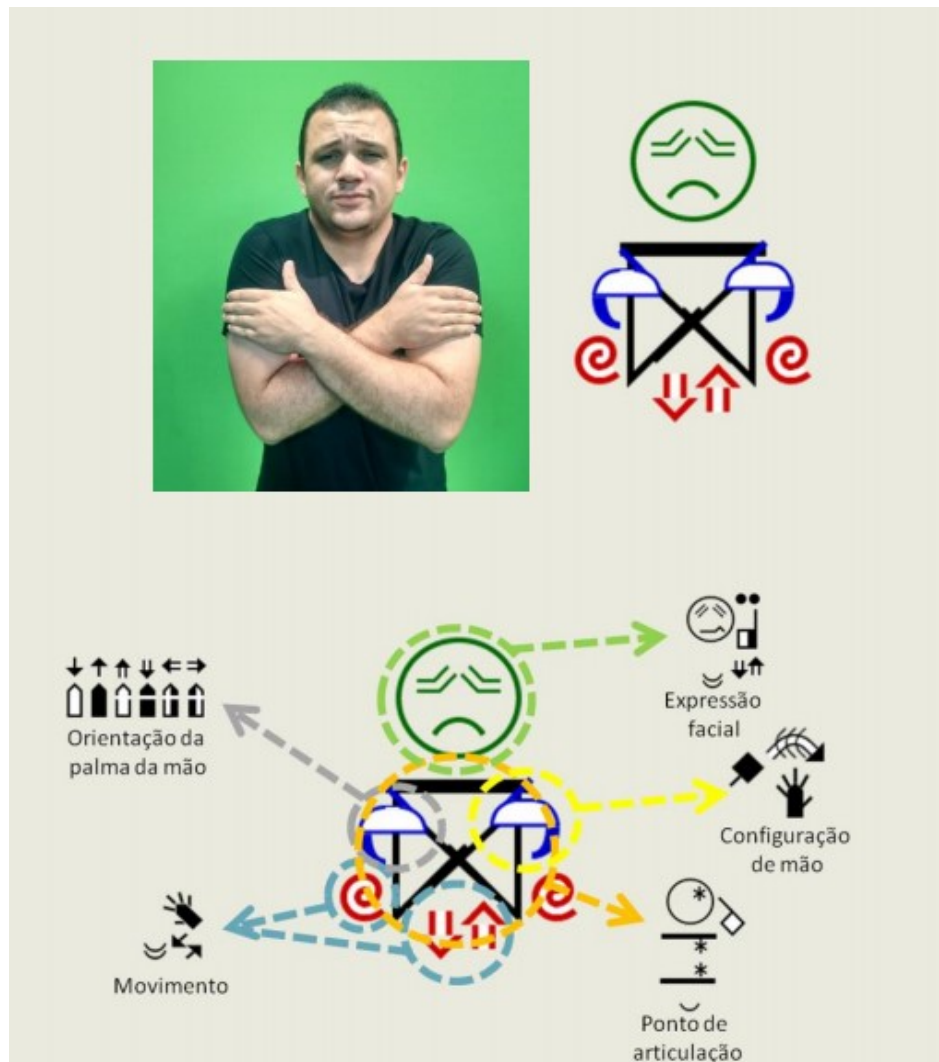 Expressão
facial
Orientação da
palma da mão
Configuração
de mão
Movimento
Ponto de
articulação